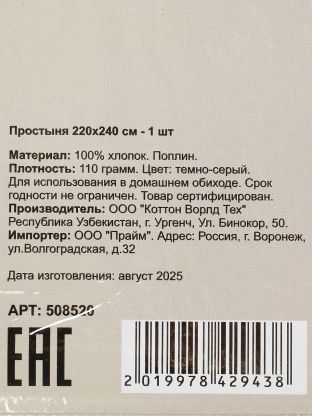 Простыня 220х240 см - 1 шт
Материал: 100% хлопок. Поплин.
Плотность: 110 грамм. Цвет: темно-серый.
Для использования в домашнем обиходе. Срок
годности не ограничен. Товар сертифицирован.
Производитель: ООО "Коттон Ворлд Тех"
Республика Узбекистан, г. Ургенч, Ул. Бинокор, 50.
Импортер: ООО "Прайм". Адрес: Россия, г. Воронеж,
ул.Волгоградская, д.32
Дата изготовления: август 2025
АРТ: 508520
EAC
2 019978 429438